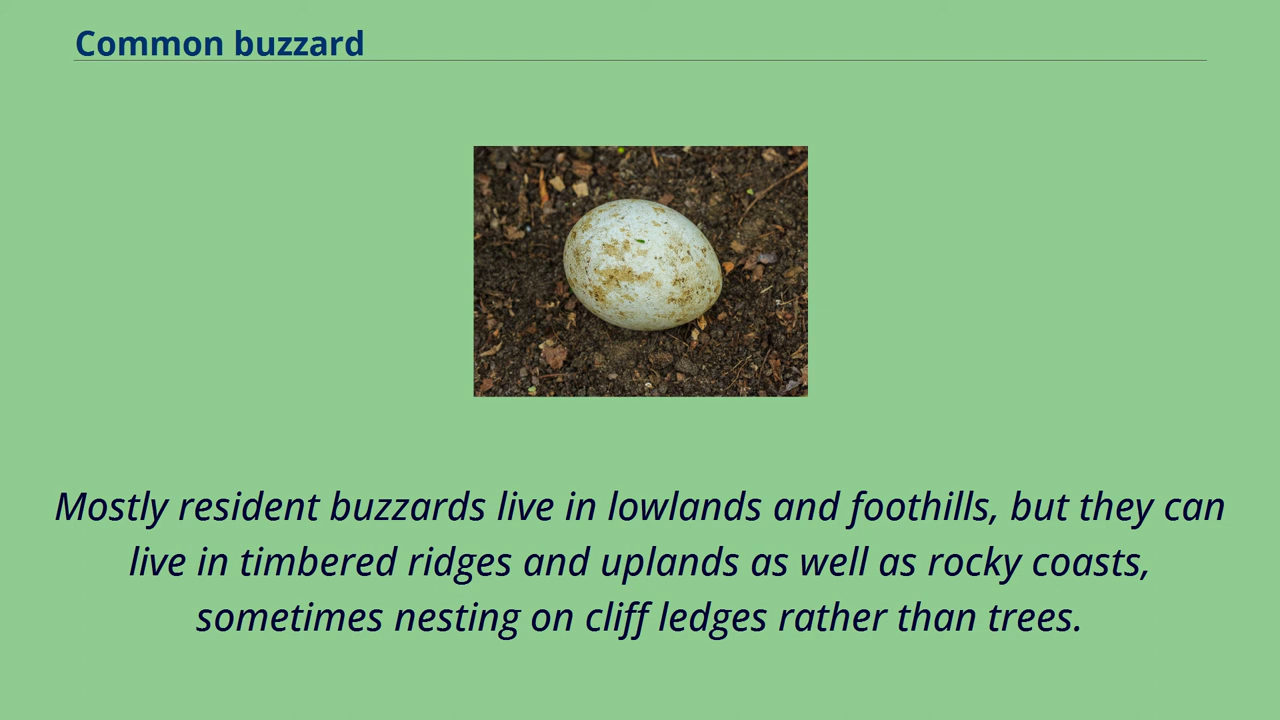 Common buzzard
Mostly resident buzzards live in lowlands and foothills, but they can
live in timbered ridges and uplands as well as rocky coasts,
sometimes nesting on cliff ledges rather than trees.